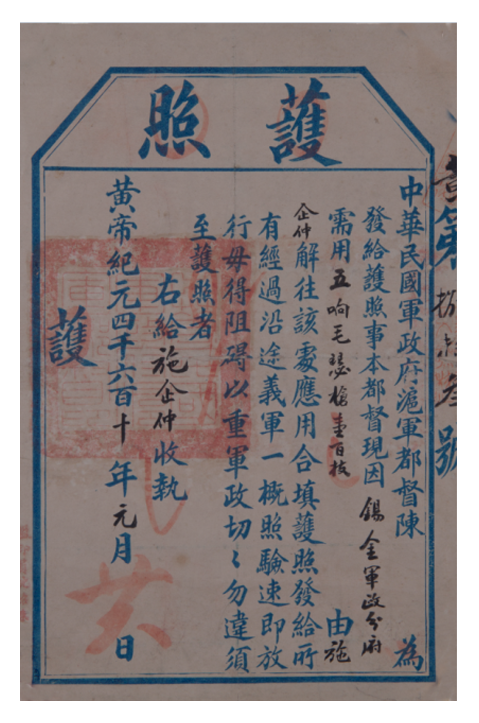 護照
號
中華民國軍政府滬軍都督陳 為
發給護照事本都督現因錫金軍政分府
需用五响毛瑟槍壹百枝 由施
企仲解往該處應用合填護照發給所
有經過沿途義軍一概照驗速即放
行毋得阻碍以重軍政切〻勿違須
至護照者
右給施企仲收執
黃帝紀元四千六百十年元月 日
護